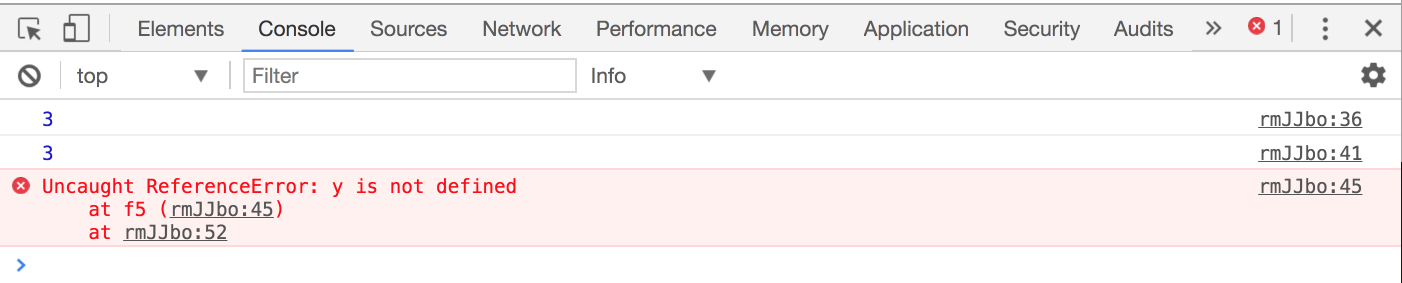 Elements Console Sources Network Performance Memory Application Security Audits » 1
top Filter Info
3 rmJJbo:36
3 rmJJbo:41
Uncaught ReferenceError: y is not defined rmJJbo:45
at f5 (rmJJbo:45)
at rmJJbo:52
>